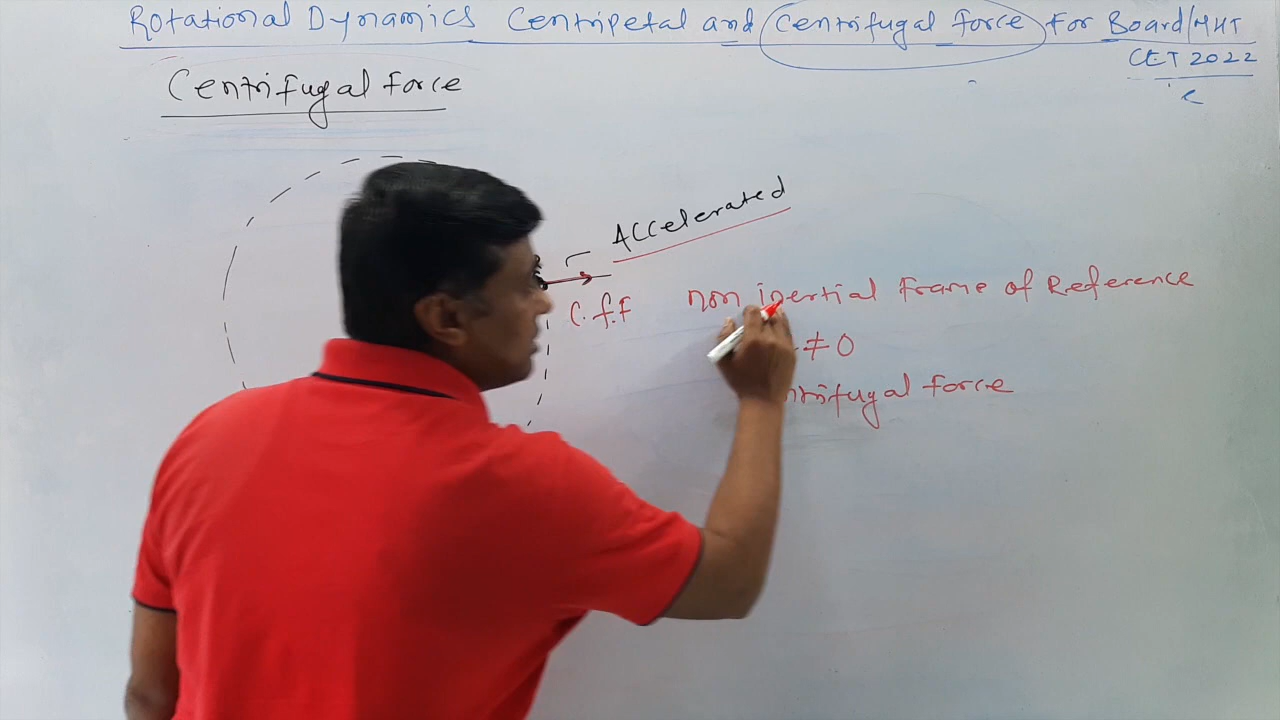 Rotational Dynamics Centripetal and Centrifugal force For Board/MHT
CET 2022
Centrifugal force
Accelerated
C.f.F
non inertial Frame of Reference
≠ 0
ntrifugal force